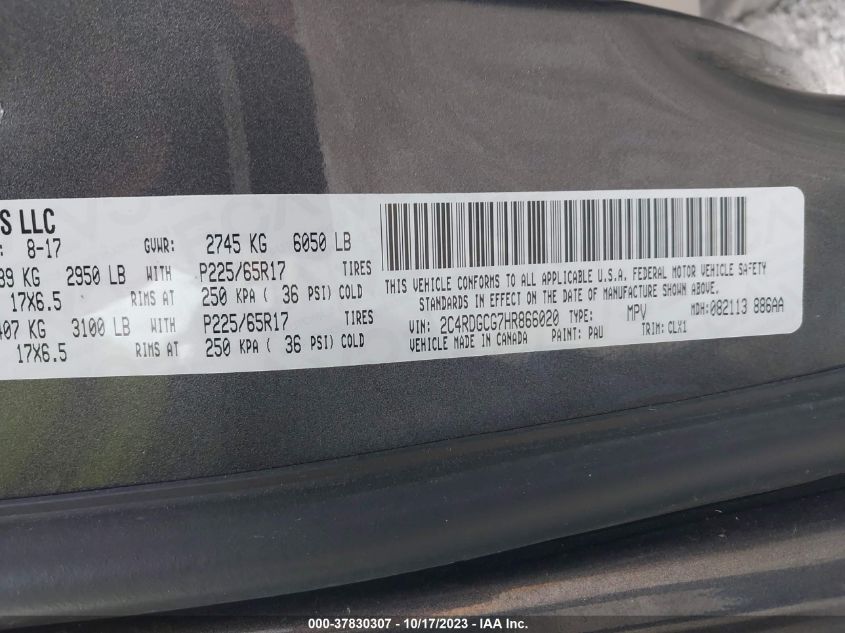 S LLC
8-17 GVWR: 2745 KG 6050 LB
39 KG 2950 LB WITH P225/65R17 TIRES
17X6.5 RIMS AT 250 KPA ( 36 PSI) COLD
407 KG 3100 LB WITH P225/65R17 TIRES
17X6.5 RIMS AT 250 KPA ( 36 PSI) COLD
THIS VEHICLE CONFORMS TO ALL APPLICABLE U.S.A. FEDERAL MOTOR VEHICLE SAFETY
STANDARDS IN EFFECT ON THE DATE OF MANUFACTURE SHOWN ABOVE.
VIN: 2C4RDGCG7HR866020 TYPE: MPV MDH:082113 886AA
VEHICLE MADE IN CANADA PAINT: PAU TRIM: CLX1
000-37830307 - 10/17/2023 - IAA Inc.